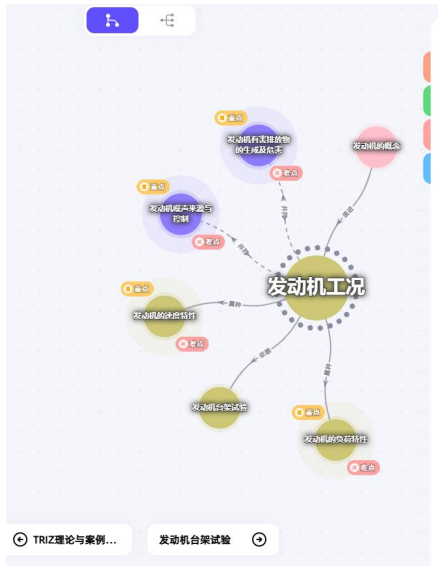 重点
发动机有害排放物
的生成及危害
难点
发动机的概念
重点
发动机噪声来源与
控制
难点
发动机工况
重点
发动机的速度特性
难点
发动机台架试验
重点
发动机的负荷特性
难点
TRIZ理论与案例...
发动机台架试验